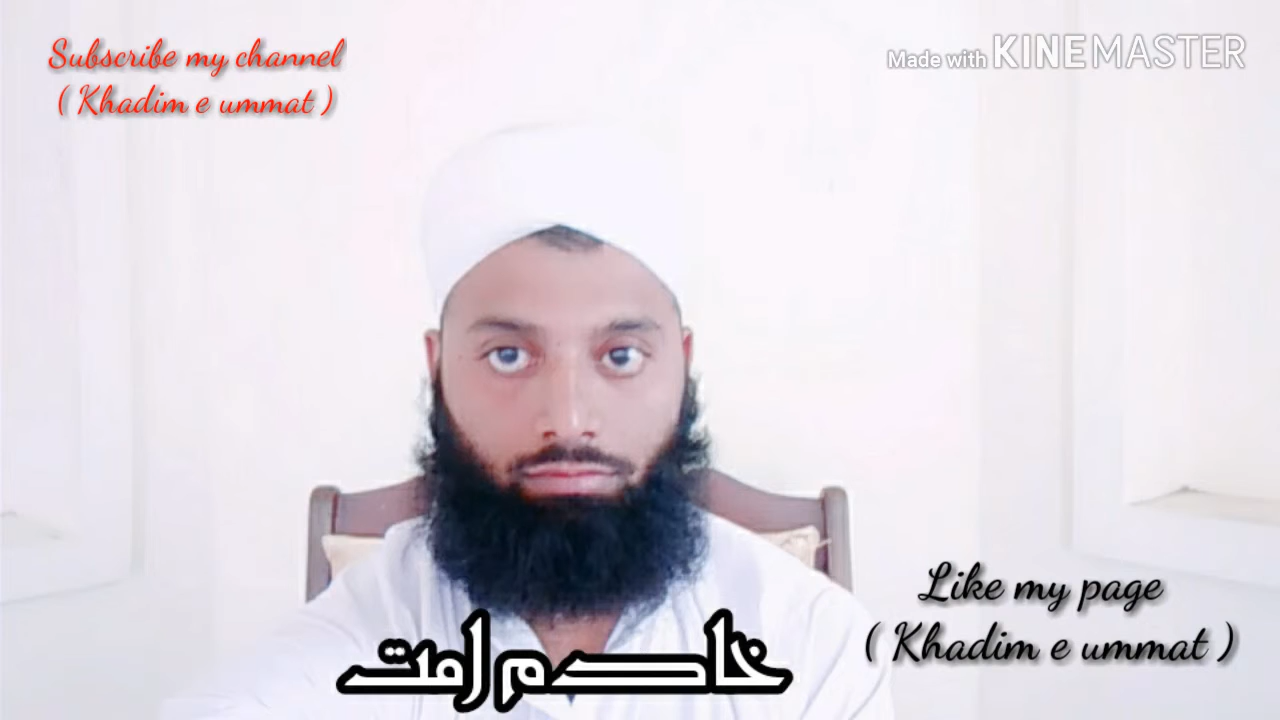 Subscribe my channel
( Khadim e ummat )
Made with KINEMASTER
Like my page
( Khadim e ummat )
خادم امت